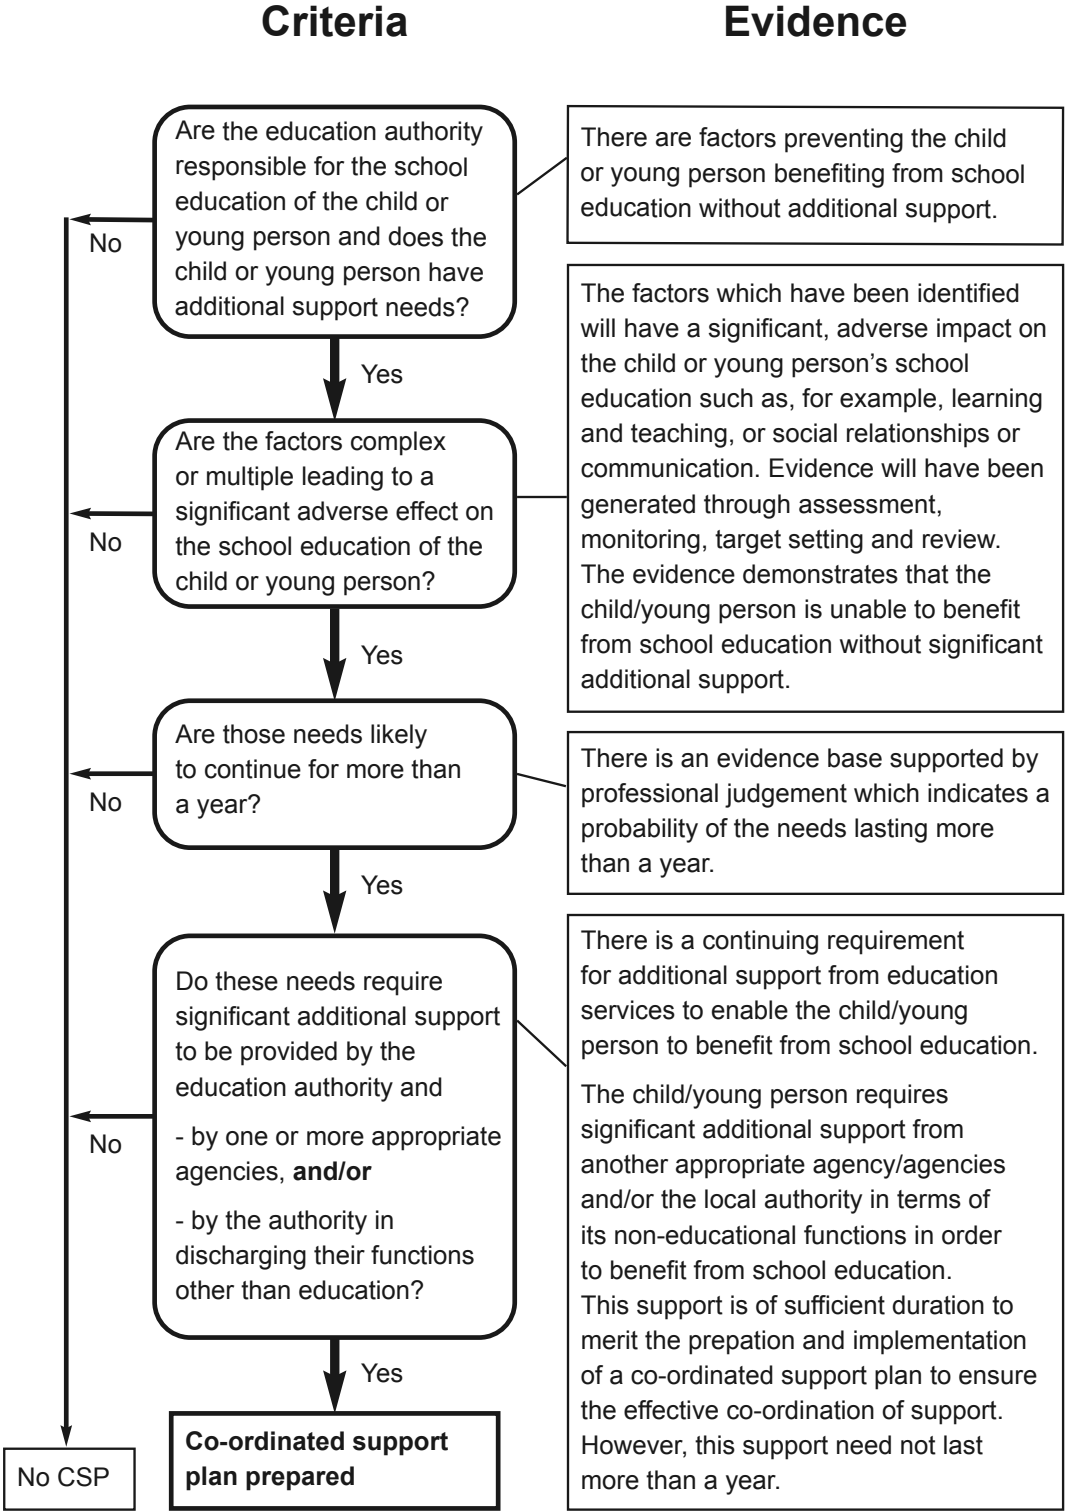 Criteria
Evidence
Are the education authority
responsible for the school
education of the child or
young person and does the
child or young person have
additional support needs?
There are factors preventing the child
or young person benefiting from school
education without additional support.
No
Yes
Are the factors complex
or multiple leading to a
significant adverse effect on
the school education of the
child or young person?
The factors which have been identified
will have a significant, adverse impact on
the child or young person’s school
education such as, for example, learning
and teaching, or social relationships or
communication. Evidence will have been
generated through assessment,
monitoring, target setting and review.
The evidence demonstrates that the
child/young person is unable to benefit
from school education without significant
additional support.
No
Yes
Are those needs likely
to continue for more than
a year?
There is an evidence base supported by
professional judgement which indicates a
probability of the needs lasting more
than a year.
No
Yes
Do these needs require
significant additional support
to be provided by the
education authority and
- by one or more appropriate
agencies, and/or
- by the authority in
discharging their functions
other than education?
There is a continuing requirement
for additional support from education
services to enable the child/young
person to benefit from school education.
The child/young person requires
significant additional support from
another appropriate agency/agencies
and/or the local authority in terms of
its non-educational functions in order
to benefit from school education.
This support is of sufficient duration to
merit the prepation and implementation
of a co-ordinated support plan to ensure
the effective co-ordination of support.
However, this support need not last
more than a year.
No
Yes
Co-ordinated support
plan prepared
No CSP